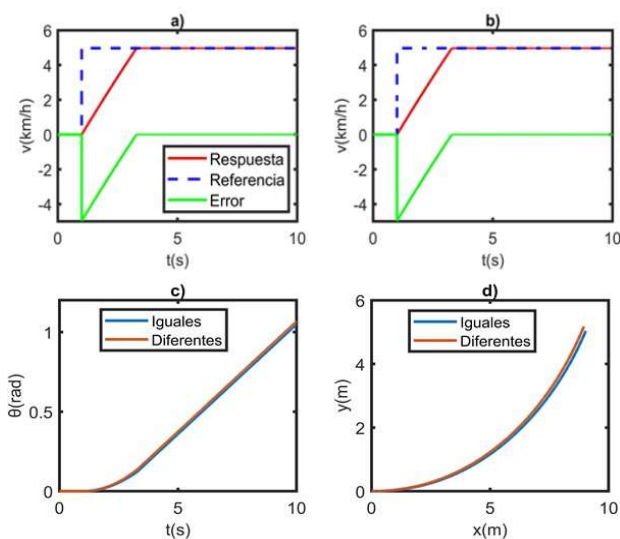 a)
6
4
2
0
-2
-4
v(km/h)
Respuesta
Referencia
Error
0
5
10
t(s)
b)
6
4
2
0
-2
-4
v(km/h)
0
5
10
t(s)
c)
Iguales
Diferentes
1
0.5
0
θ(rad)
0
5
10
t(s)
d)
Iguales
Diferentes
6
4
2
0
y(m)
0
5
10
x(m)